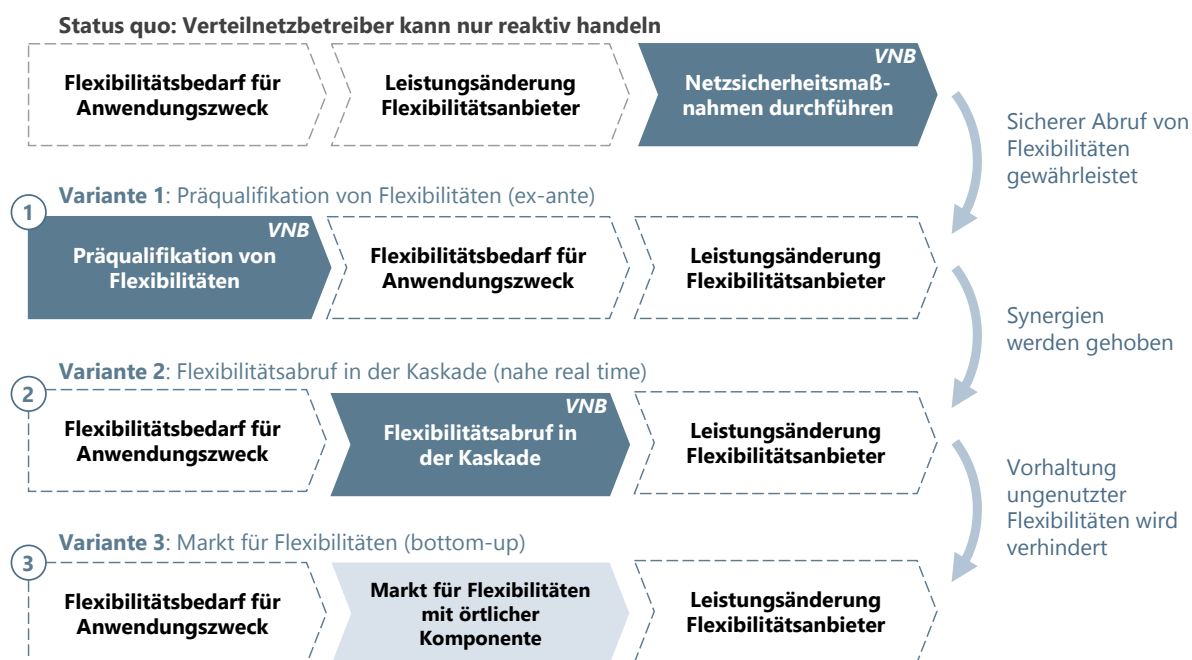 Status quo: Verteilnetzbetreiber kann nur reaktiv handeln
Flexibilitätsbedarf für
Anwendungszweck
Leistungsänderung
Flexibilitätsanbieter
VNB
Netzsicherheitsmaß-
nahmen durchführen
Sicherer Abruf von
Flexibilitäten
gewährleistet
Variante 1: Präqualifikation von Flexibilitäten (ex-ante)
1
VNB
Präqualifikation von
Flexibilitäten
Flexibilitätsbedarf für
Anwendungszweck
Leistungsänderung
Flexibilitätsanbieter
Synergien
werden gehoben
Variante 2: Flexibilitätsabruf in der Kaskade (nahe real time)
2
Flexibilitätsbedarf für
Anwendungszweck
VNB
Flexibilitätsabruf in
der Kaskade
Leistungsänderung
Flexibilitätsanbieter
Vorhaltung
ungenutzter
Flexibilitäten wird
verhindert
Variante 3: Markt für Flexibilitäten (bottom-up)
3
Flexibilitätsbedarf für
Anwendungszweck
Markt für Flexibilitäten
mit örtlicher
Komponente
Leistungsänderung
Flexibilitätsanbieter